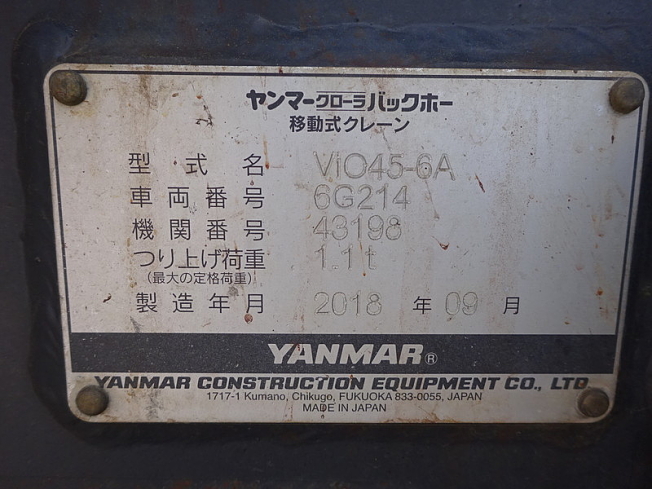 ヤンマークローラバックホー
移動式クレーン
型式名 ViO45-6A
車両番号 6G214
機関番号 43198
つり上げ荷重 1.1t
(最大の定格荷重)
製造年月 2018 年 09 月
YANMAR®
YANMAR CONSTRUCTION EQUIPMENT CO., LTD.
1717-1 Kumano, Chikugo, FUKUOKA 833-0055, JAPAN
MADE IN JAPAN